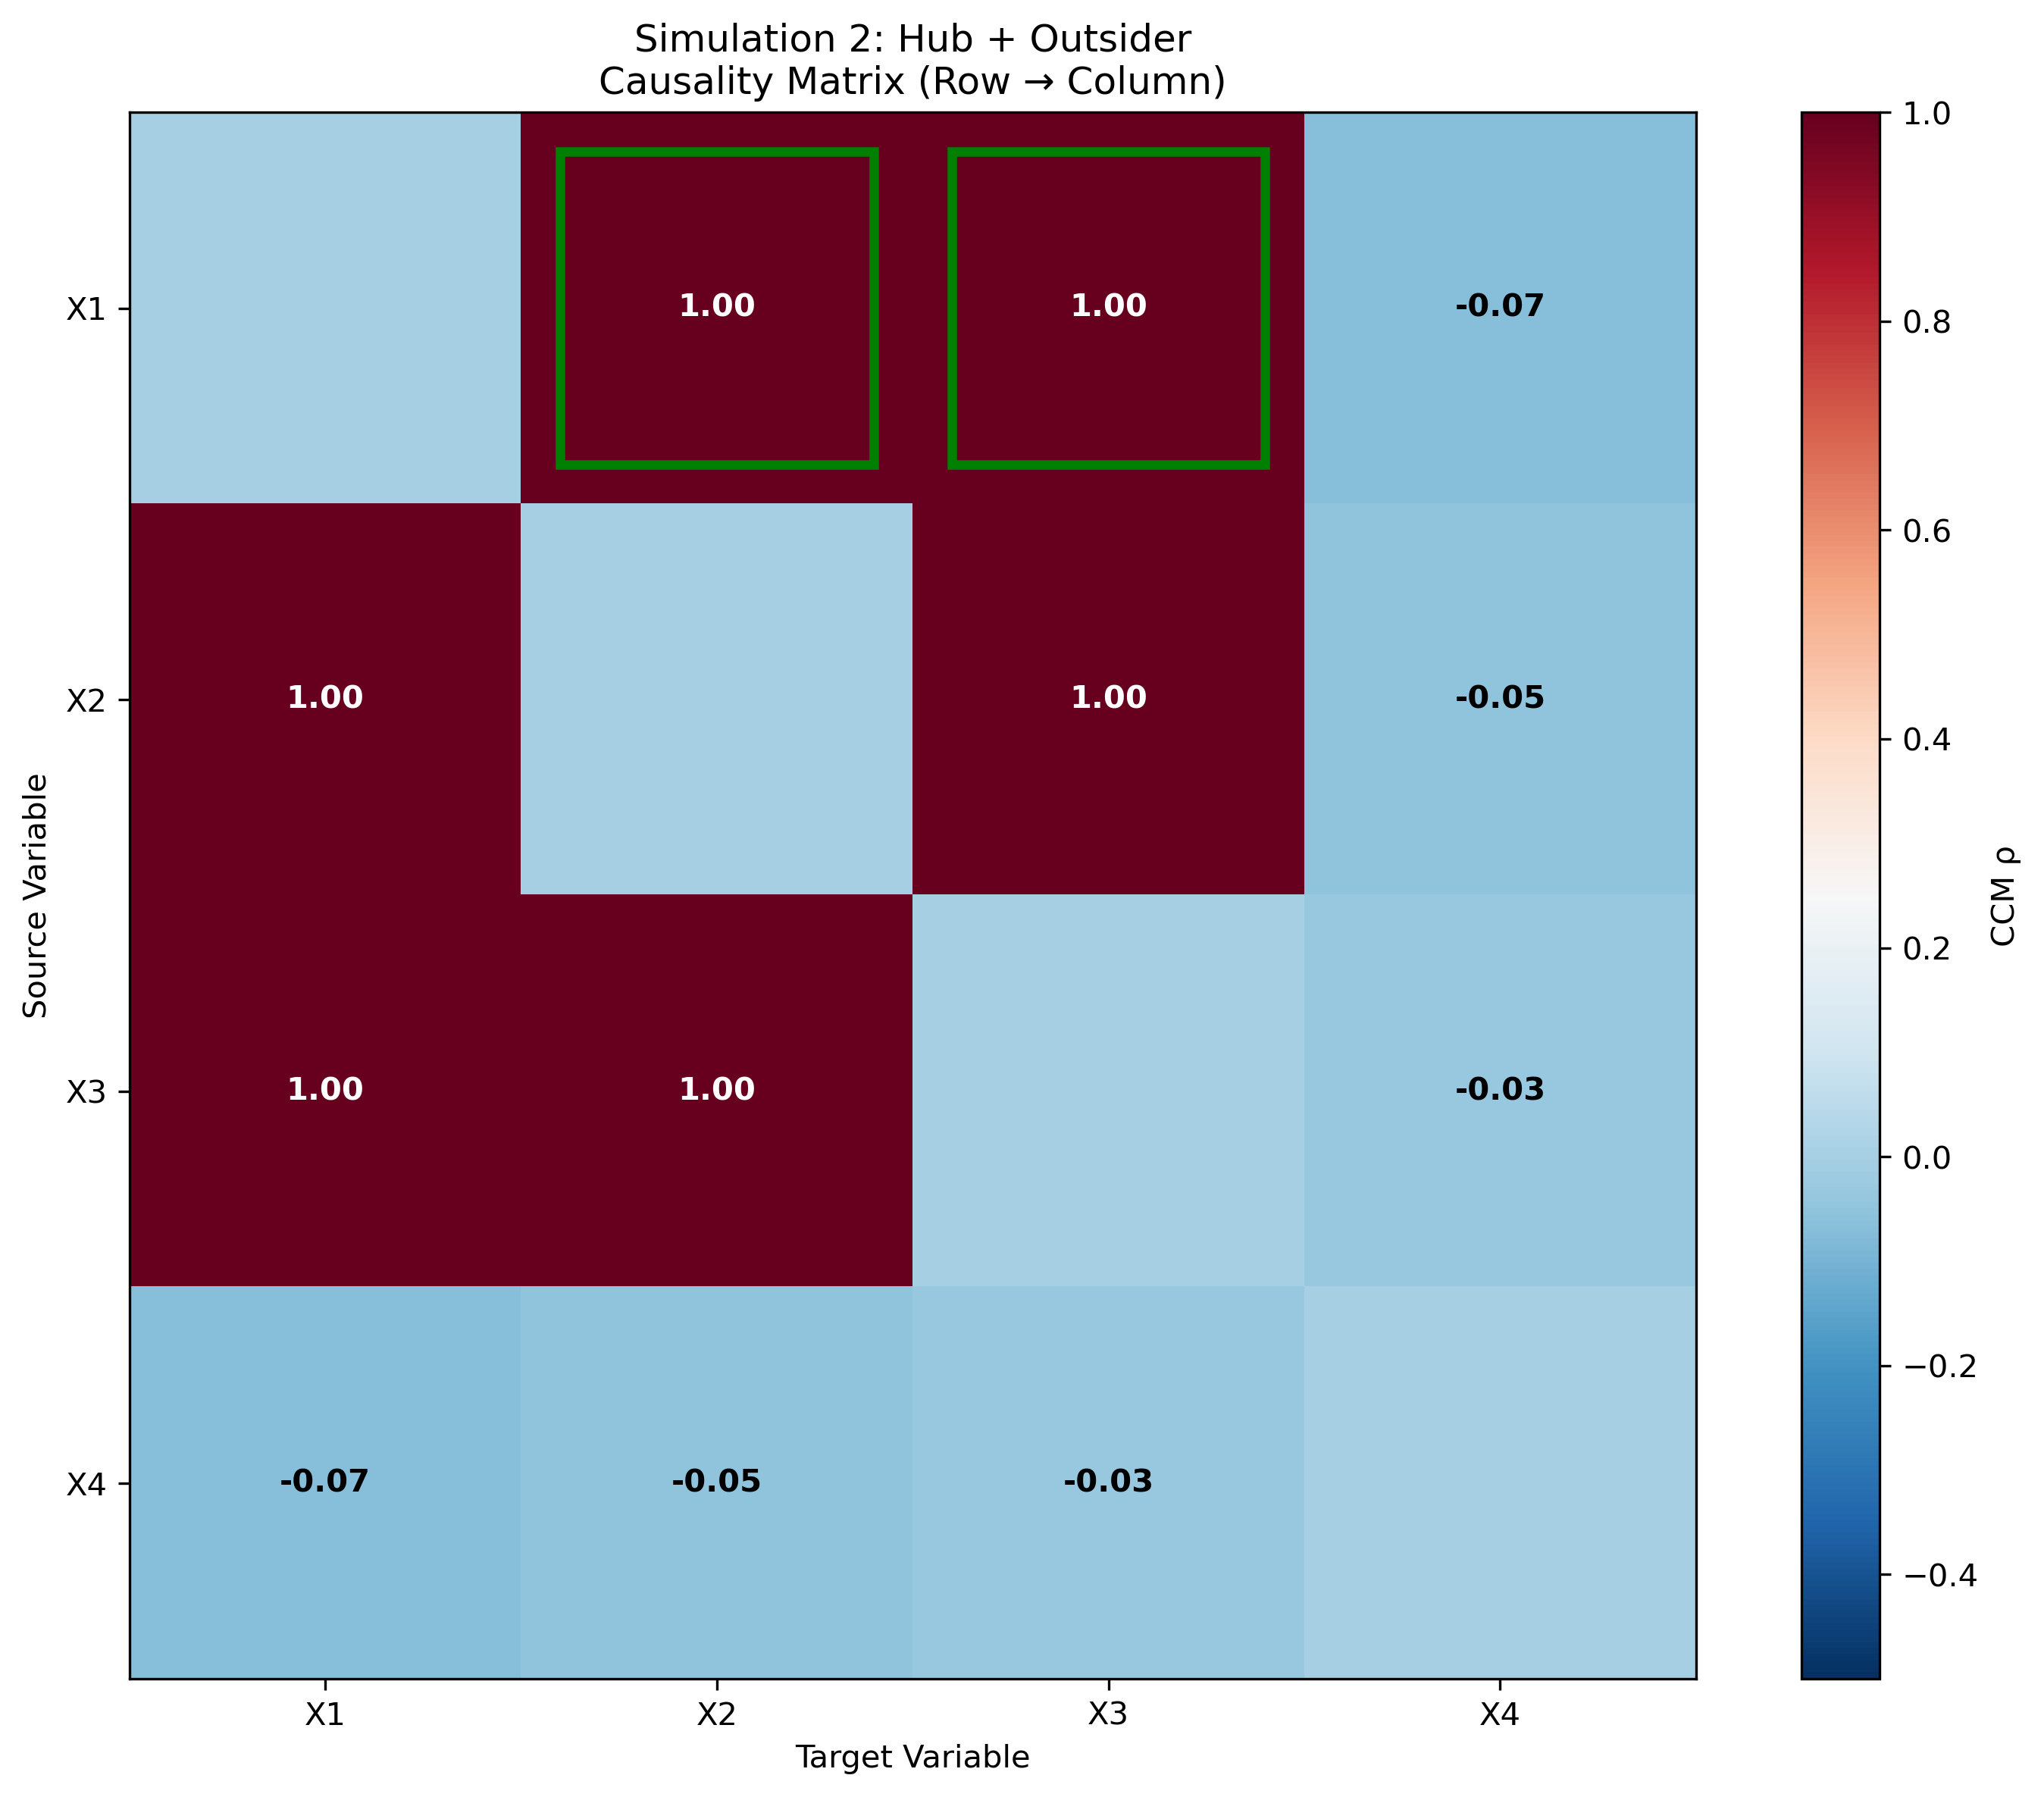 Simulation 2: Hub + Outsider
Causality Matrix (Row → Column)
X1
1.00
1.00
-0.07
X2
1.00
1.00
-0.05
X3
1.00
1.00
-0.03
X4
-0.07
-0.05
-0.03
X1
X2
X3
X4
Target Variable
Source Variable
1.0
0.8
0.6
0.4
0.2
0.0
−0.2
−0.4
CCM ρ